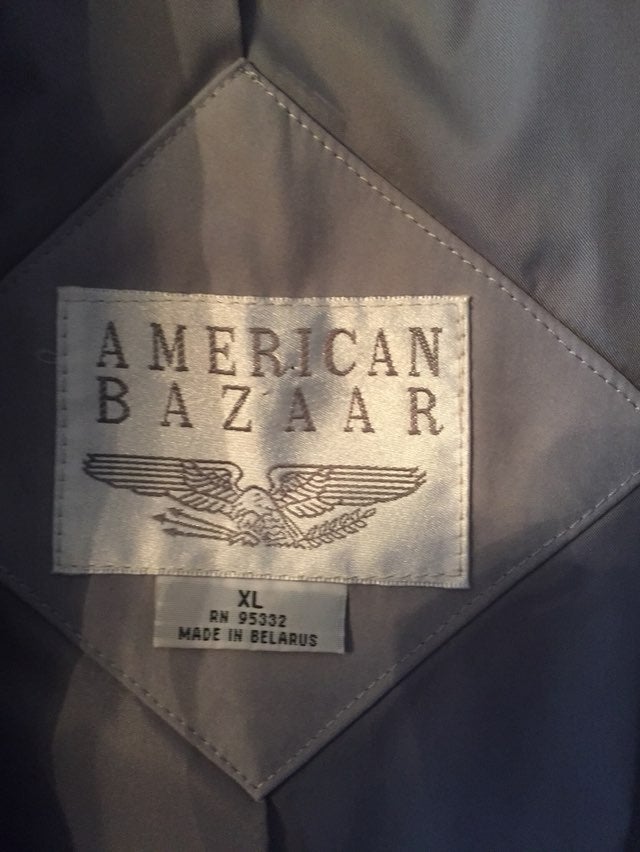 AMERICAN
BAZAAR
XL
RN 95332
MADE IN BELARUS